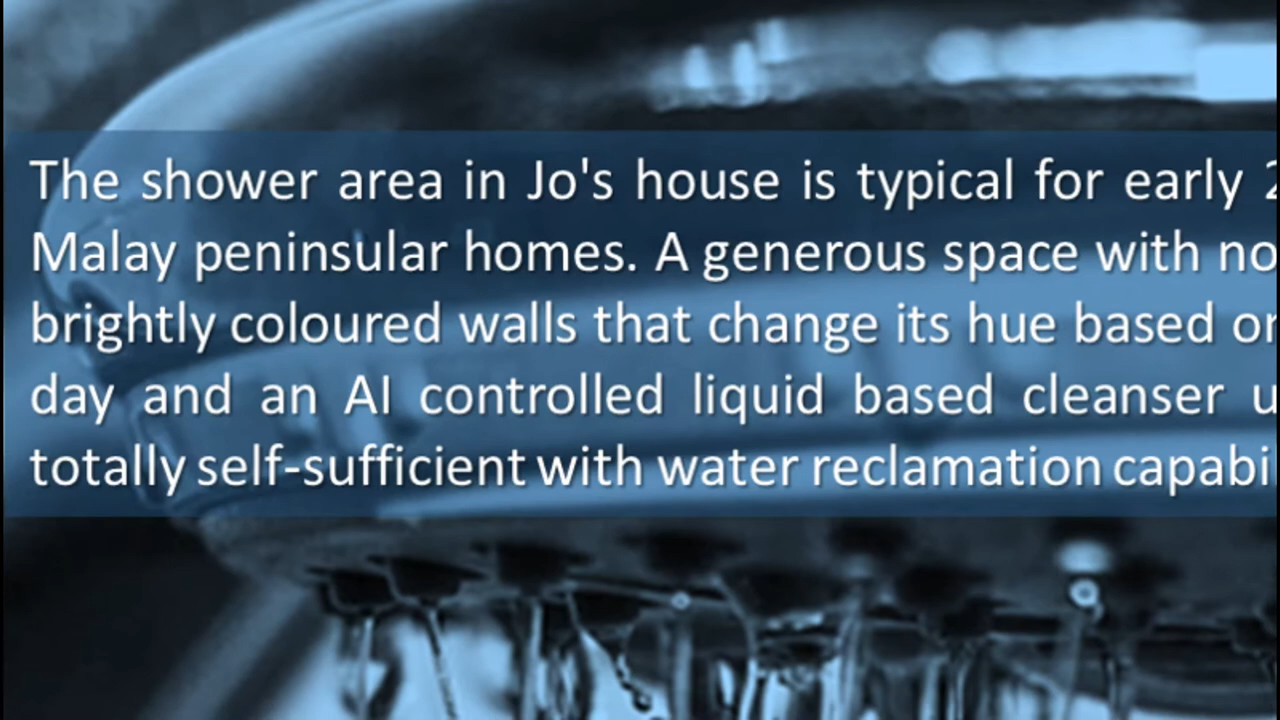 The shower area in Jo's house is typical for early
Malay peninsular homes. A generous space with
brightly coloured walls that change its hue based
day and an AI controlled liquid based cleanser
totally self-sufficient with water reclamation